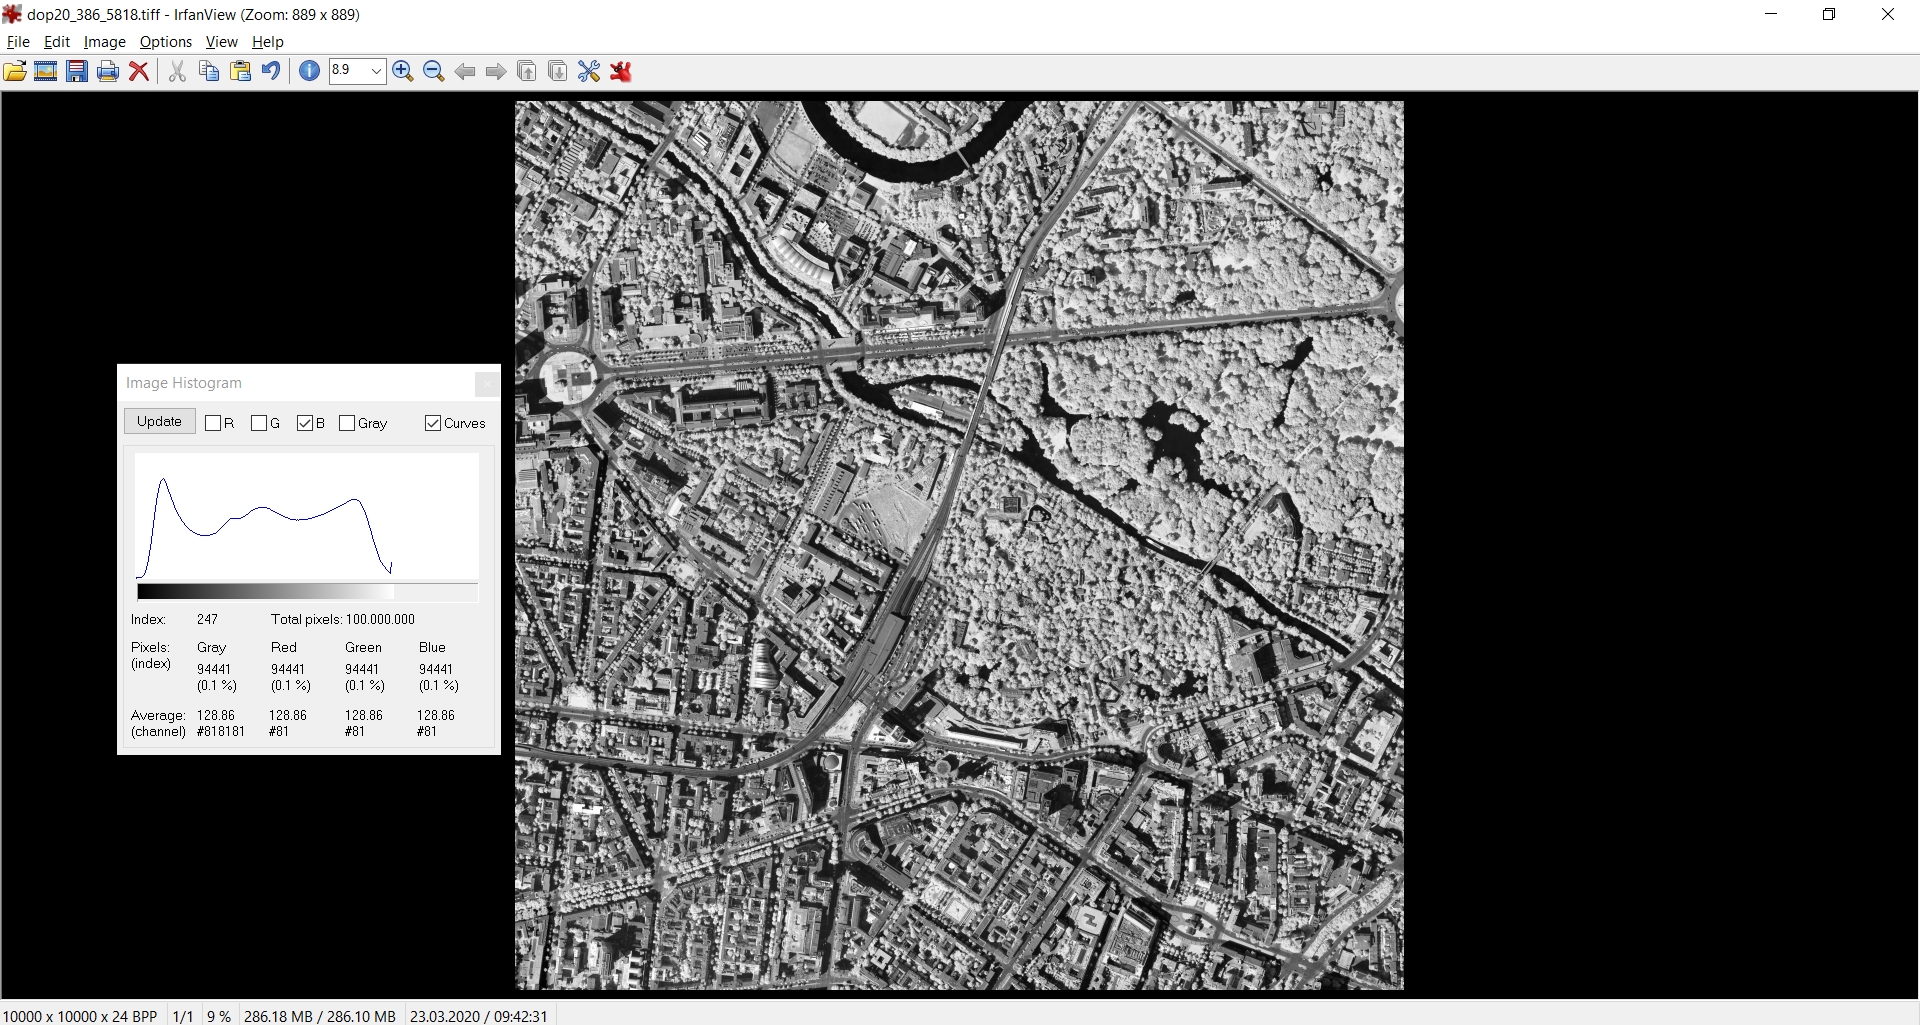 dop20_386_5818.tiff - IrfanView (Zoom: 889 x 889)
File Edit Image Options View Help
8.9
Image Histogram
Update R G B Gray Curves
Index: 247 Total pixels: 100.000.000
Pixels: Gray Red Green Blue
(index) 94441 94441 94441 94441
(0.1 %) (0.1 %) (0.1 %) (0.1 %)
Average: 128.86 128.86 128.86 128.86
(channel) #818181 #81 #81 #81
10000 x 10000 x 24 BPP 1/1 9 % 286.18 MB / 286.10 MB 23.03.2020 / 09:42:31